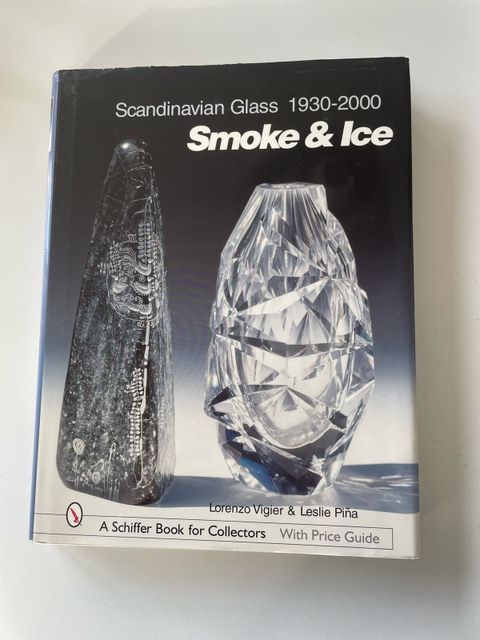 Scandinavian Glass 1930-2000
Smoke & Ice
Lorenzo Vigier & Leslie Piña
A Schiffer Book for Collectors With Price Guide